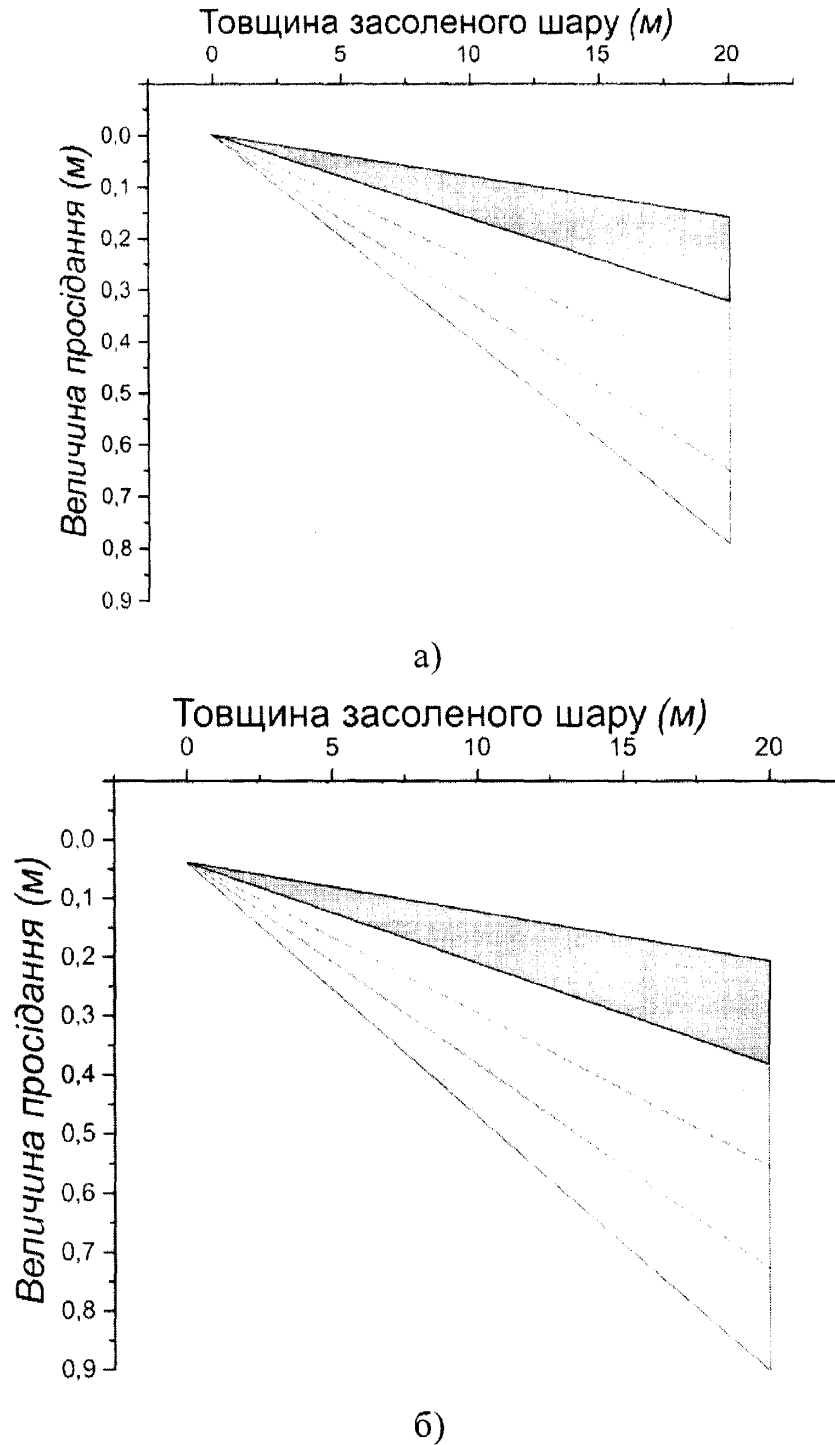 Товщина засоленого шару (м)
0 5 10 15 20
Величина просідання (м)
0,0
0,1
0,2
0,3
0,4
0,5
0,6
0,7
0,8
0,9
а)
Товщина засоленого шару (м)
0 5 10 15 20
Величина просідання (м)
0,0
0,1
0,2
0,3
0,4
0,5
0,6
0,7
0,8
0,9
б)